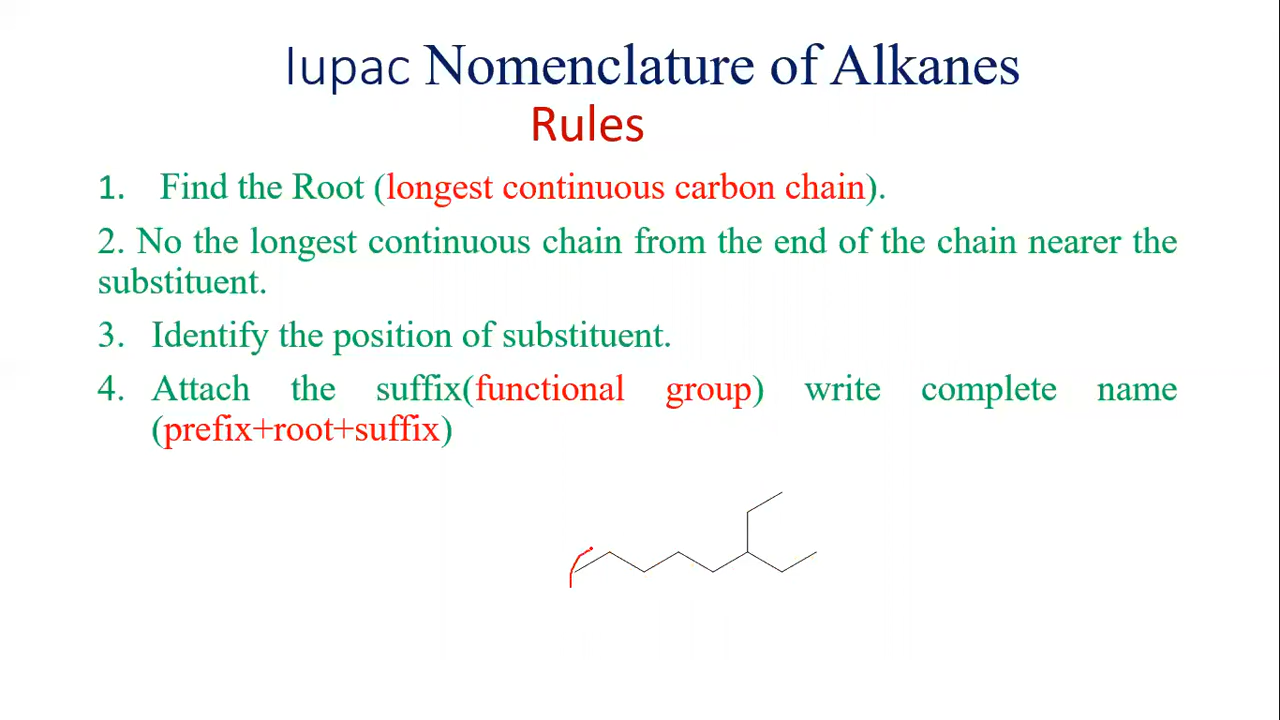 Iupac Nomenclature of Alkanes
Rules
1. Find the Root (longest continuous carbon chain).
2. No the longest continuous chain from the end of the chain nearer the
substituent.
3. Identify the position of substituent.
4. Attach the suffix(functional group) write complete name
(prefix+root+suffix)